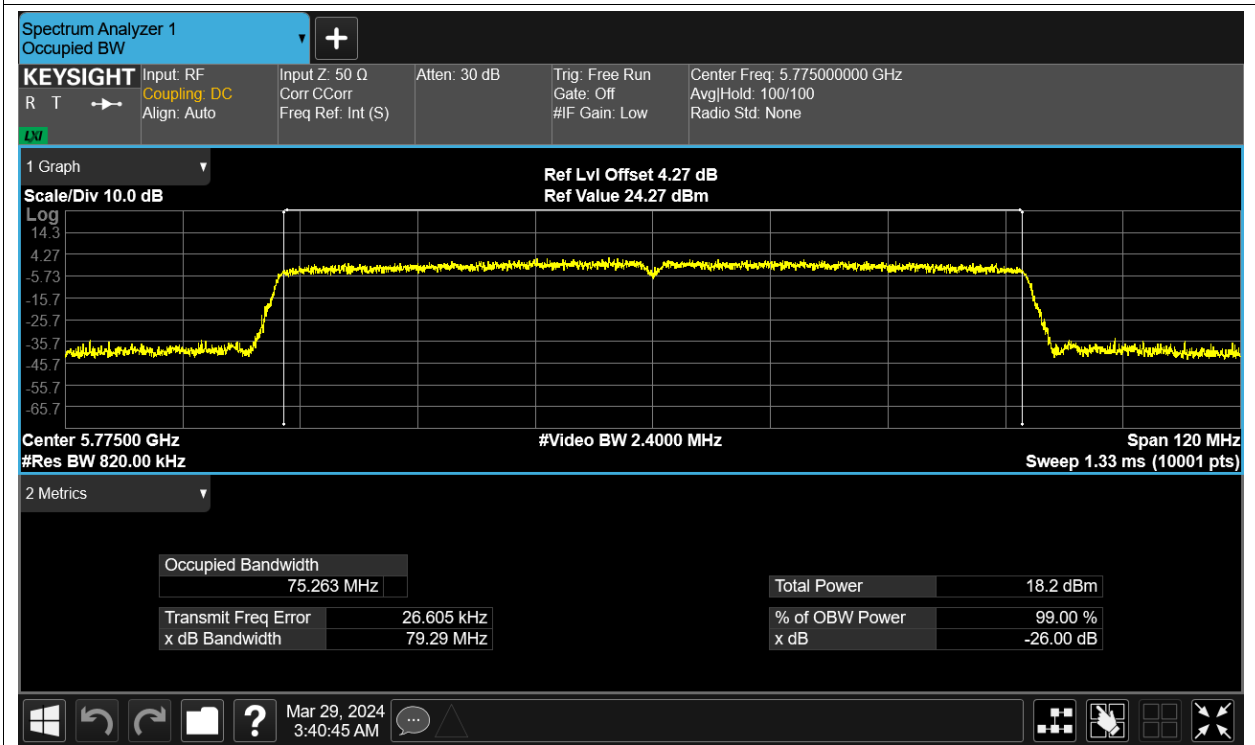 Spectrum Analyzer 1
Occupied BW
KEYSIGHT
R T
LXI
Input: RF
Coupling: DC
Align: Auto
Input Z: 50 Ω
Corr CCorr
Freq Ref: Int (S)
Atten: 30 dB
Trig: Free Run
Gate: Off
#IF Gain: Low
Center Freq: 5.775000000 GHz
Avg|Hold: 100/100
Radio Std: None
1 Graph
Scale/Div 10.0 dB
Ref Lvl Offset 4.27 dB
Ref Value 24.27 dBm
Log
14.3
4.27
-5.73
-15.7
-25.7
-35.7
-45.7
-55.7
-65.7
Center 5.77500 GHz
#Video BW 2.4000 MHz
Span 120 MHz
#Res BW 820.00 kHz
Sweep 1.33 ms (10001 pts)
2 Metrics
Occupied Bandwidth
75.263 MHz
Total Power 18.2 dBm
Transmit Freq Error 26.605 kHz
% of OBW Power 99.00 %
x dB Bandwidth 79.29 MHz
x dB -26.00 dB
?
Mar 29, 2024
3:40:45 AM